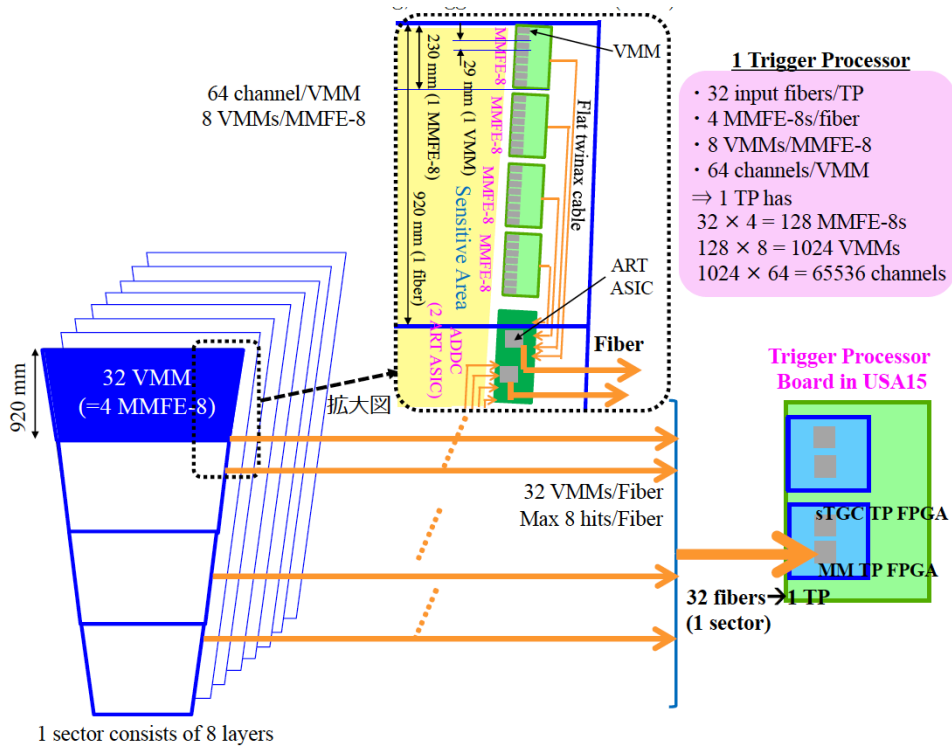 VMM
MMFE-8
MMFE-8
MMFE-8
MMFE-8
230 mm (1 MMFE-8)
29 mm (1 VMM)
920 mm (1 fiber)
Sensitive Area
ADDC
(2 ART ASIC)
Flat twinax cable
ART
ASIC
Fiber
64 channel/VMM
8 VMMs/MMFE-8
1 Trigger Processor
・32 input fibers/TP
・4 MMFE-8s/fiber
・8 VMMs/MMFE-8
・64 channels/VMM
⇒ 1 TP has
32 × 4 = 128 MMFE-8s
128 × 8 = 1024 VMMs
1024 × 64 = 65536 channels
920 mm
32 VMM
(=4 MMFE-8)
拡大図
32 VMMs/Fiber
Max 8 hits/Fiber
Trigger Processor
Board in USA15
sTGC TP FPGA
MM TP FPGA
32 fibers→1 TP
(1 sector)
1 sector consists of 8 layers